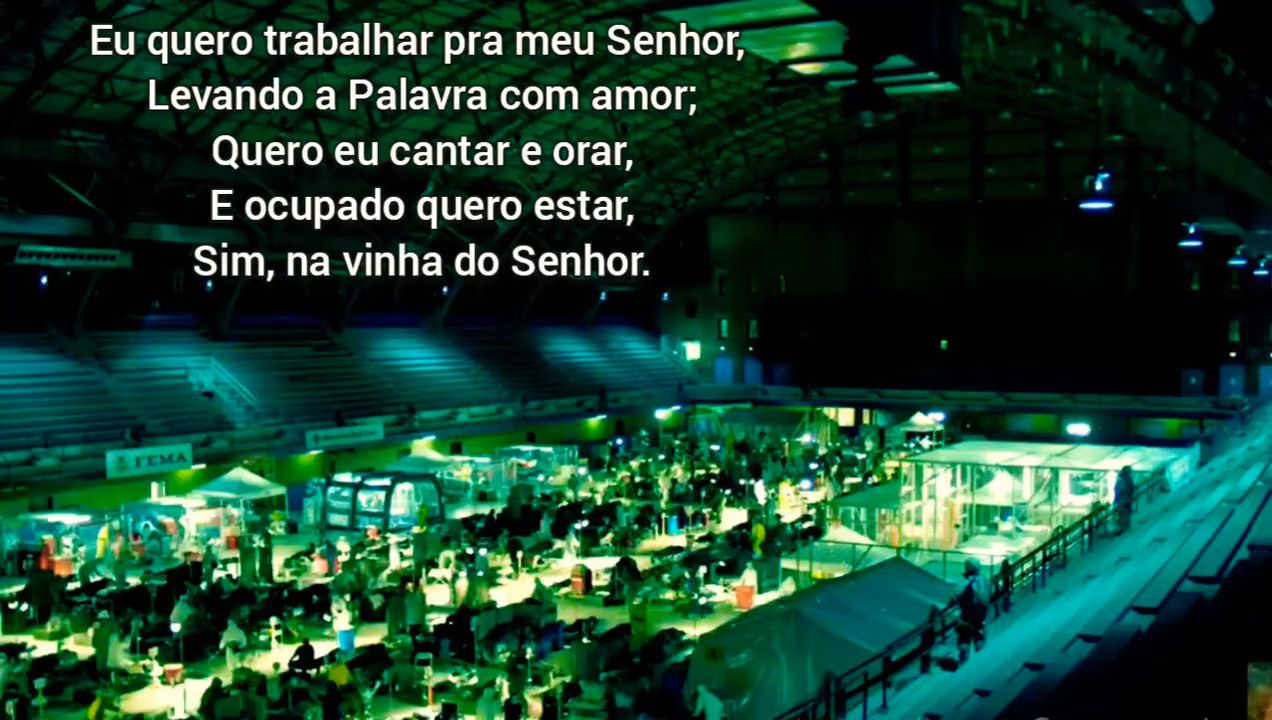 Eu quero trabalhar pra meu Senhor,
Levando a Palavra com amor;
Quero eu cantar e orar,
E ocupado quero estar,
Sim, na vinha do Senhor.
FEMA